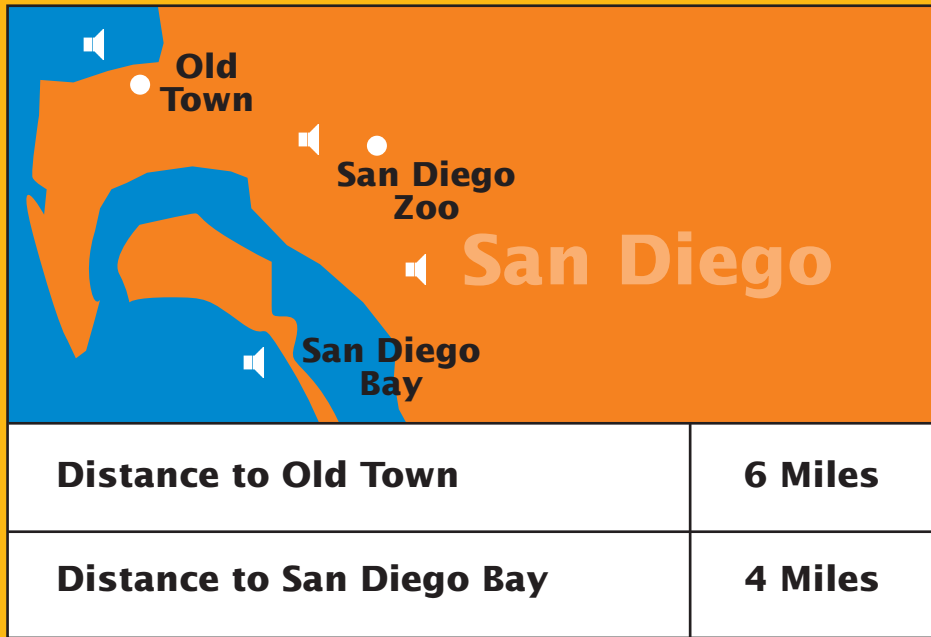 Old
Town
San Diego
Zoo
San Diego
San Diego
Bay
Distance to Old Town 6 Miles
Distance to San Diego Bay 4 Miles